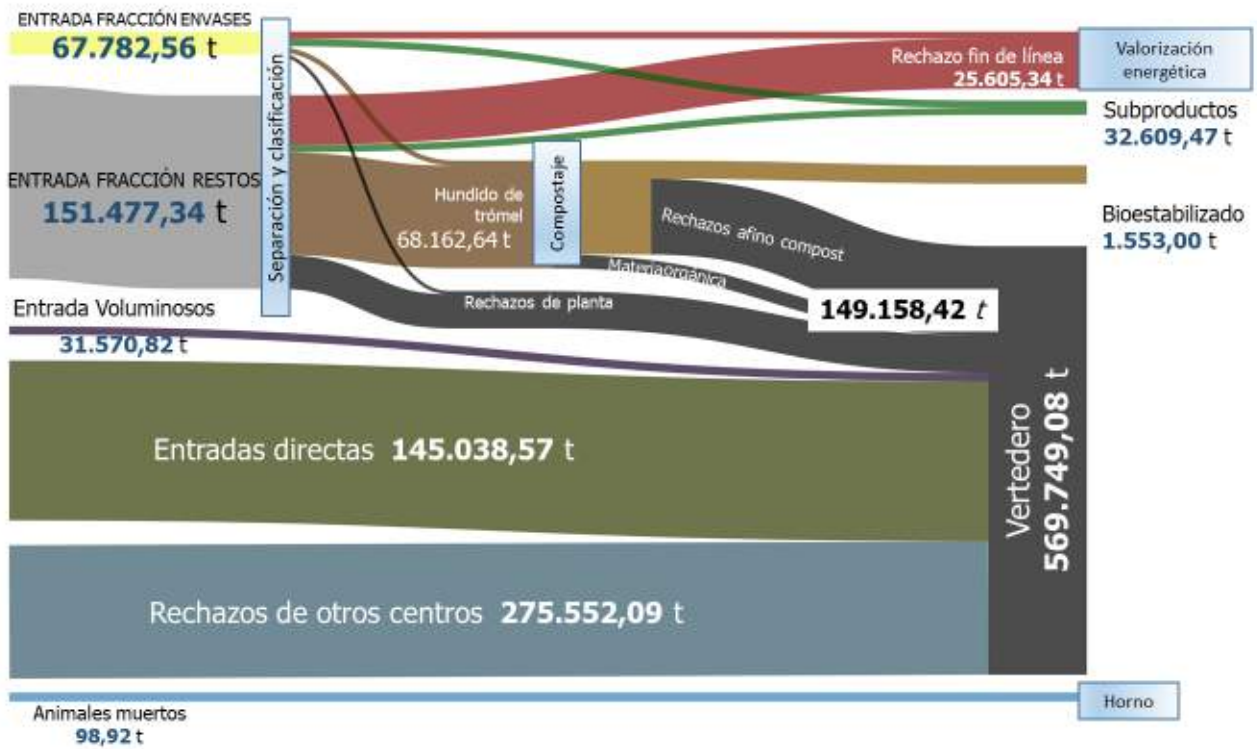 ENTRADA FRACCIÓN ENVASES
67.782,56 t
Separación y clasificación
Rechazo fin de línea
25.605,34 t
Valorización
energética
Subproductos
32.609,47 t
ENTRADA FRACCIÓN RESTOS
151.477,34 t
Hundido de
trómel
68.162,64 t
Compostaje
Rechazos afino compost
Materiaorgánica
Bioestabilizado
1.553,00 t
Rechazos de planta
149.158,42 t
Entrada Voluminosos
31.570,82 t
Entradas directas 145.038,57 t
Vertedero
569.749,08 t
Rechazos de otros centros 275.552,09 t
Animales muertos
98,92 t
Horno